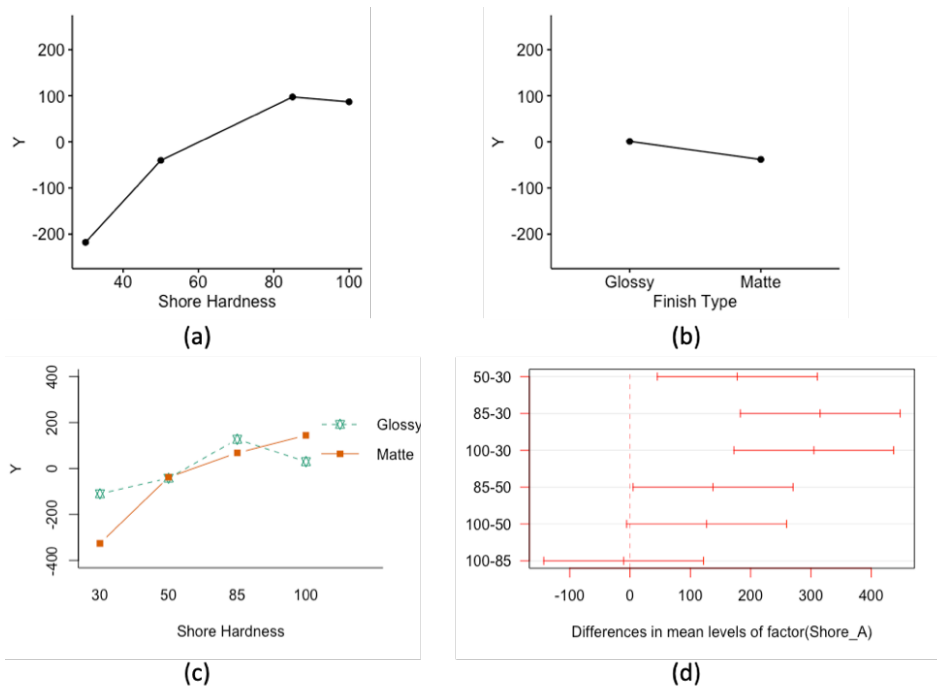 200
100
0
-100
-200
Y
40 60 80 100
Shore Hardness
(a)
200
100
0
-100
-200
Y
Glossy Matte
Finish Type
(b)
400
200
0
-200
-400
Y
Glossy
Matte
30 50 85 100
Shore Hardness
(c)
50-30
85-30
100-30
85-50
100-50
100-85
-100 0 100 200 300 400
Differences in mean levels of factor(Shore_A)
(d)